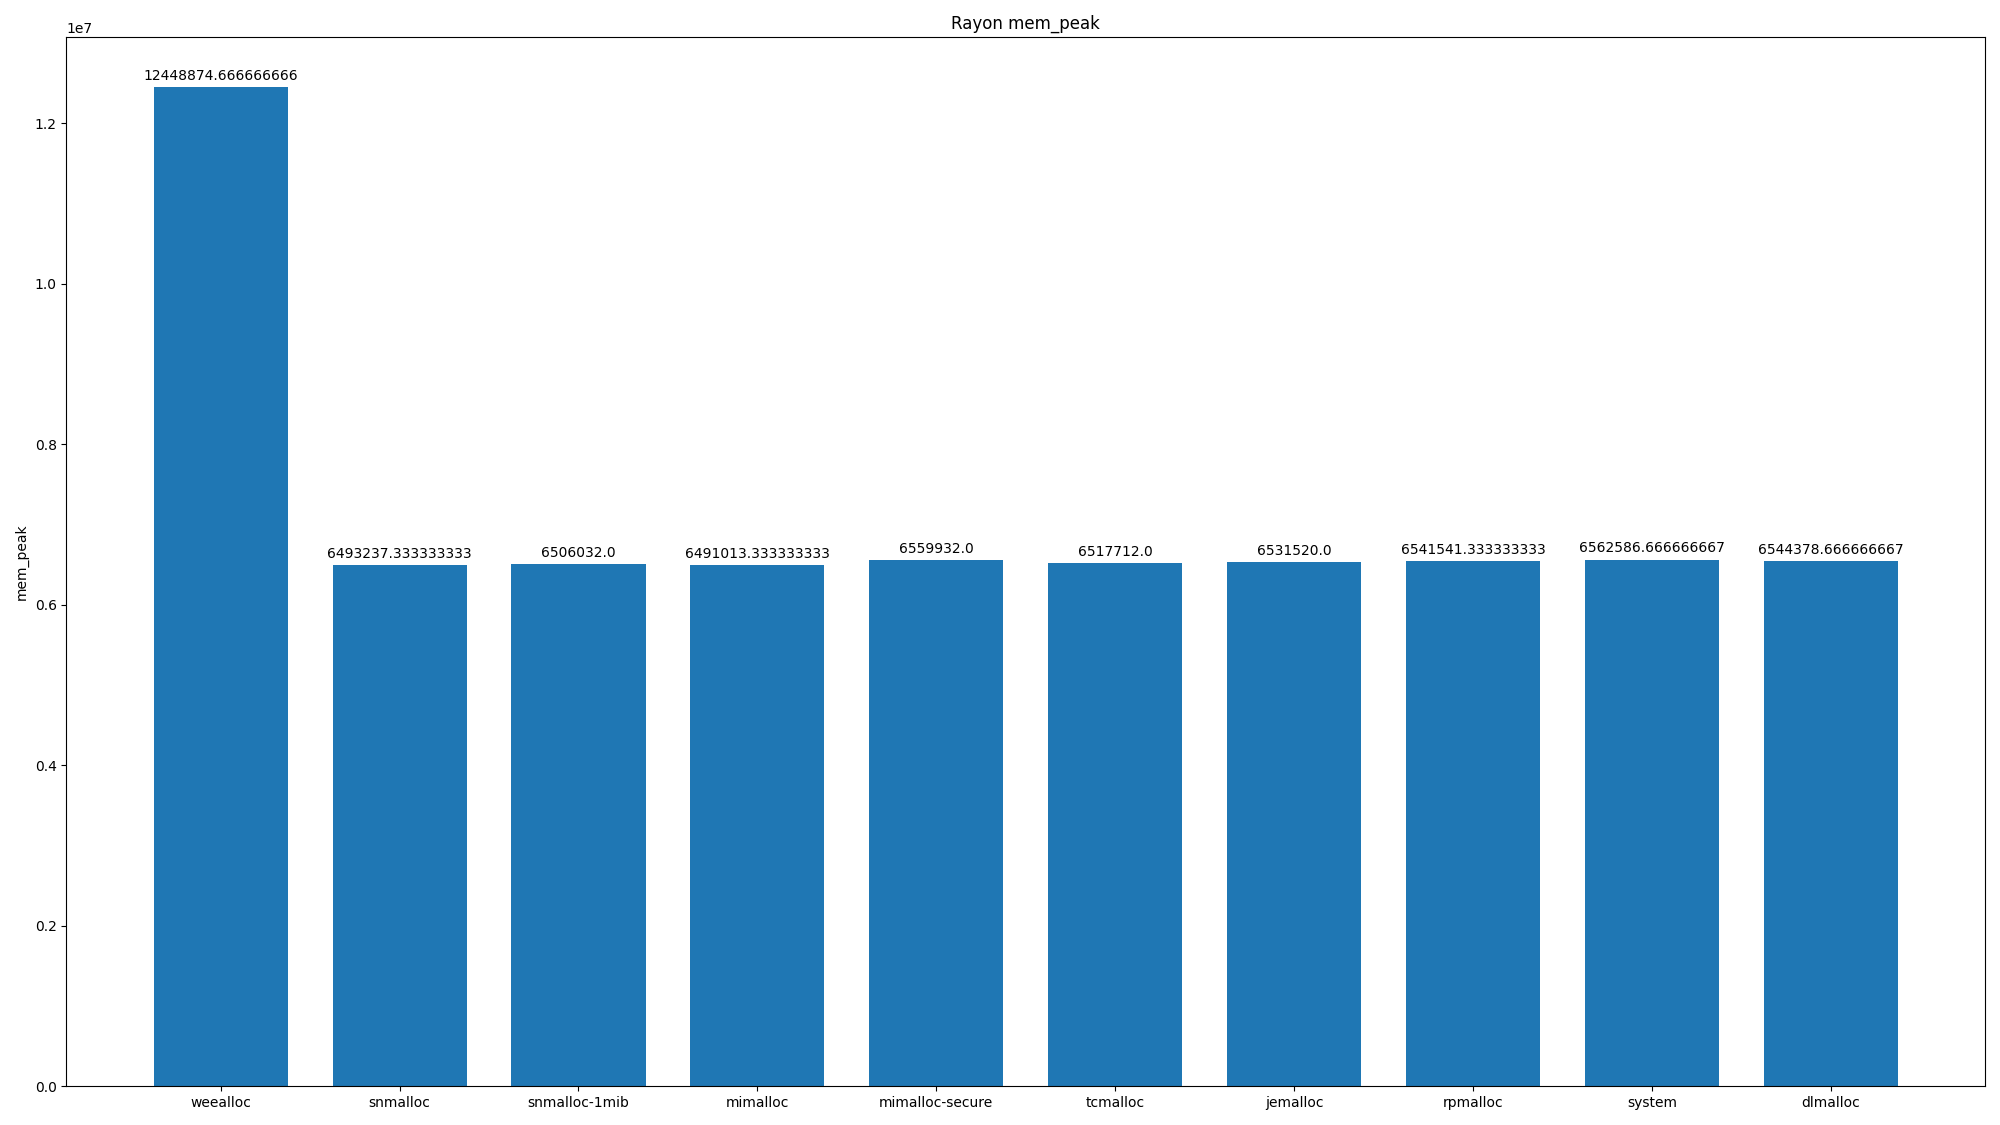 Rayon mem_peak
1e7
mem_peak
1.2
1.0
0.8
0.6
0.4
0.2
0.0
12448874.666666666
6493237.333333333
6506032.0
6491013.333333333
6559932.0
6517712.0
6531520.0
6541541.333333333
6562586.666666667
6544378.666666667
weealloc
snmalloc
snmalloc-1mib
mimalloc
mimalloc-secure
tcmalloc
jemalloc
rpmalloc
system
dlmalloc